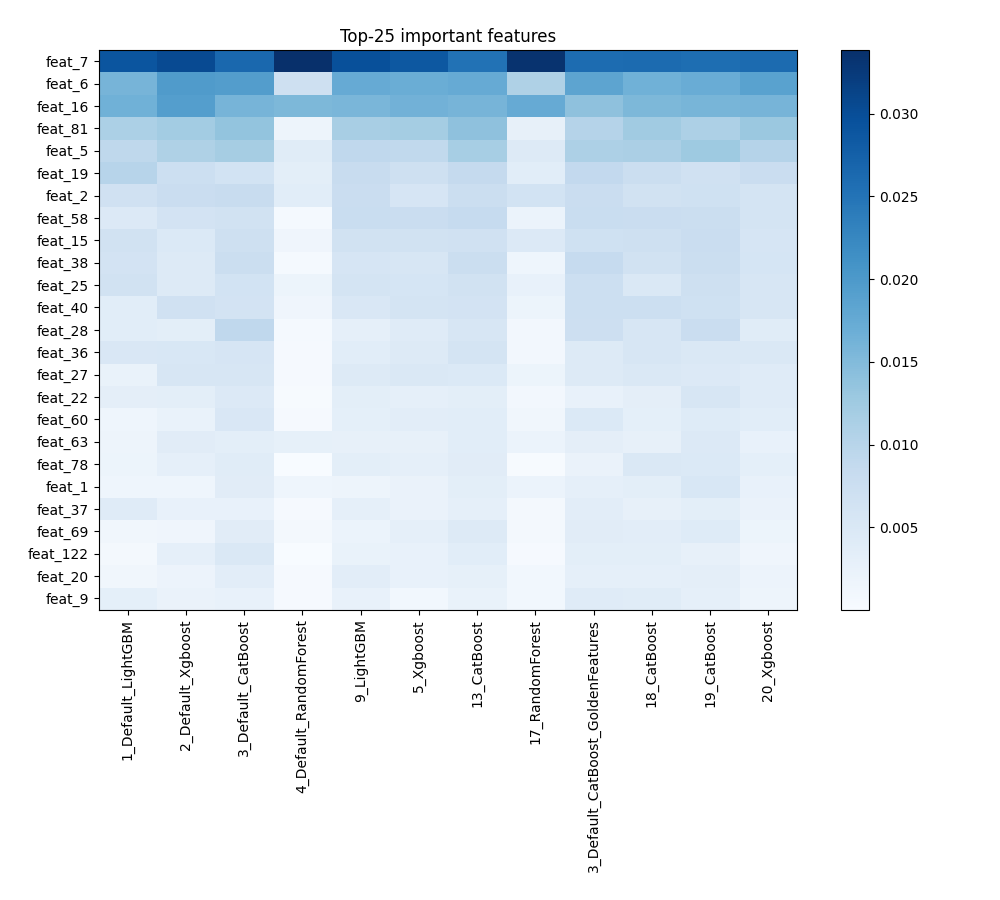 Top-25 important features
feat_7
feat_6
feat_16
feat_81
feat_5
feat_19
feat_2
feat_58
feat_15
feat_38
feat_25
feat_40
feat_28
feat_36
feat_27
feat_22
feat_60
feat_63
feat_78
feat_1
feat_37
feat_69
feat_122
feat_20
feat_9
1_Default_LightGBM
2_Default_Xgboost
3_Default_CatBoost
4_Default_RandomForest
9_LightGBM
5_Xgboost
13_CatBoost
17_RandomForest
3_Default_CatBoost_GoldenFeatures
18_CatBoost
19_CatBoost
20_Xgboost
0.030
0.025
0.020
0.015
0.010
0.005